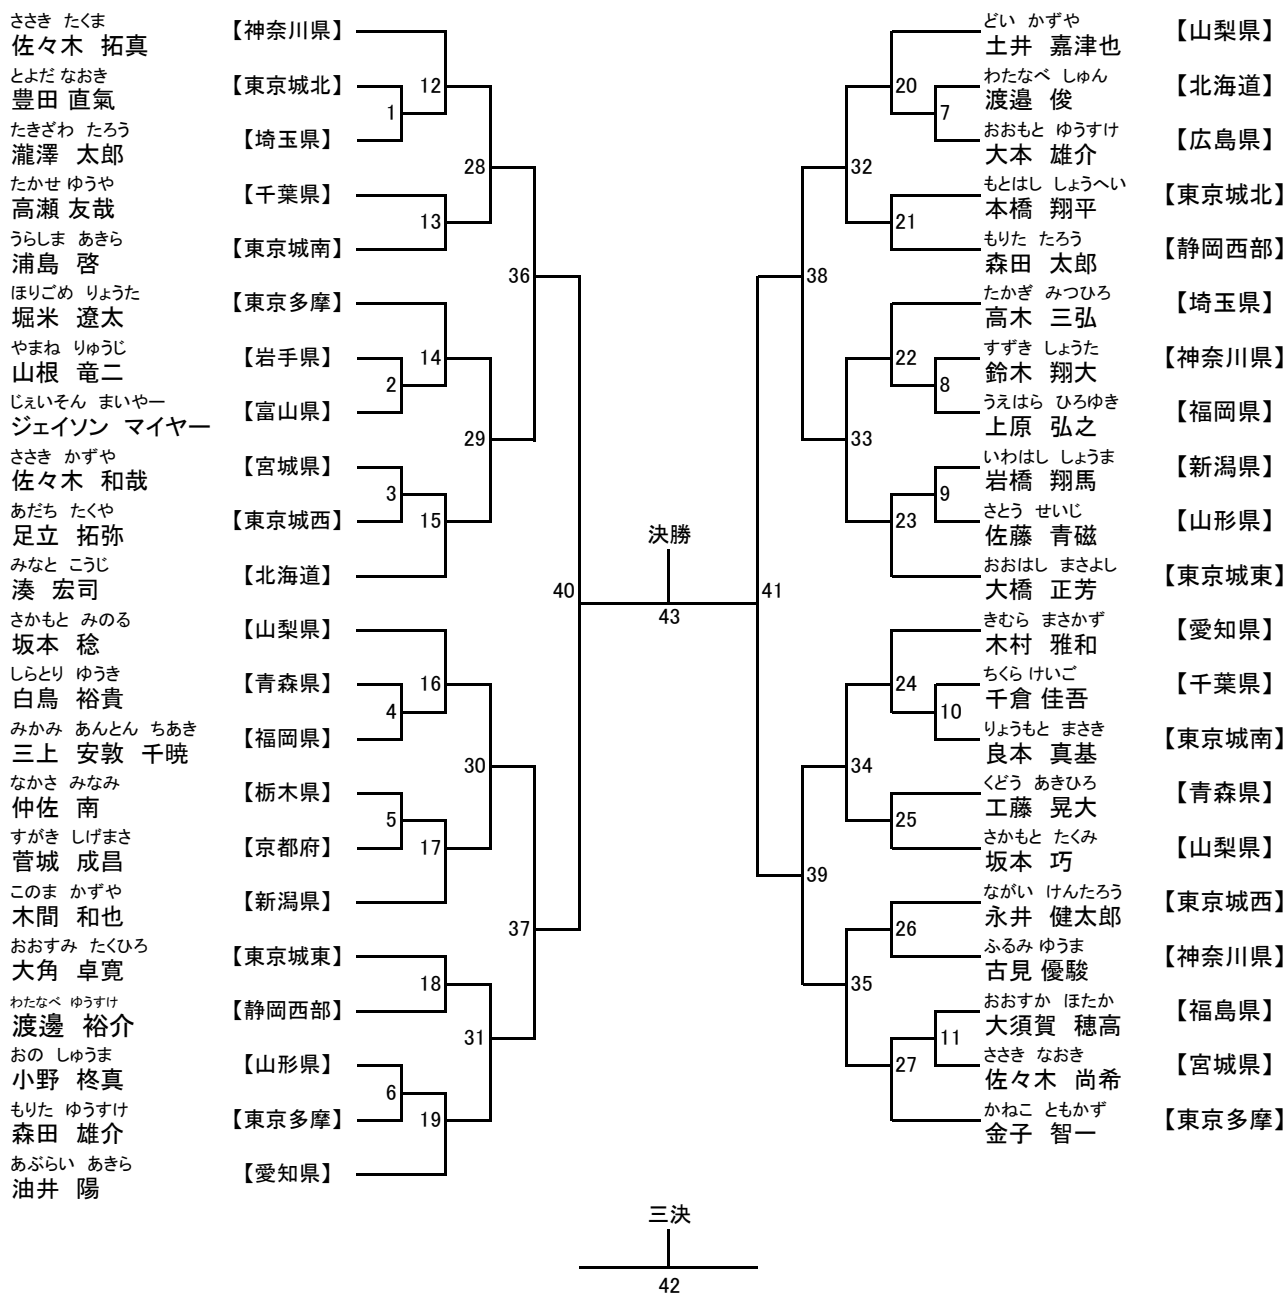 ささき たくま
佐々木 拓真 【神奈川県】
とよだ なおき
豊田 直氣 【東京城北】
たきざわ たろう
瀧澤 太郎 【埼玉県】
たかせ ゆうや
高瀬 友哉 【千葉県】
うらしま あきら
浦島 啓 【東京城南】
ほりごめ りょうた
堀米 遼太 【東京多摩】
やまね りゅうじ
山根 竜二 【岩手県】
じぇいそん まいやー
ジェイソン マイヤー 【富山県】
ささき かずや
佐々木 和哉 【宮城県】
あだち たくや
足立 拓弥 【東京城西】
みなと こうじ
湊 宏司 【北海道】
さかもと みのる
坂本 稔 【山梨県】
しらとり ゆうき
白鳥 裕貴 【青森県】
みかみ あんとん ちあき
三上 安敦 千暁 【福岡県】
なかさ みなみ
仲佐 南 【栃木県】
すがき しげまさ
菅城 成昌 【京都府】
このま かずや
木間 和也 【新潟県】
おおすみ たくひろ
大角 卓寛 【東京城東】
わたなべ ゆうすけ
渡邊 裕介 【静岡西部】
おの しゅうま
小野 柊真 【山形県】
もりた ゆうすけ
森田 雄介 【東京多摩】
あぶらい あきら
油井 陽 【愛知県】
1
2
3
4
5
6
12
13
14
15
16
17
18
19
28
29
30
31
36
37
40
決勝
43
41
38
39
32
33
34
35
20
21
22
23
24
25
26
27
7
8
9
10
11
どい かずや
土井 嘉津也 【山梨県】
わたなべ しゅん
渡邉 俊 【北海道】
おおもと ゆうすけ
大本 雄介 【広島県】
もとはし しょうへい
本橋 翔平 【東京城北】
もりた たろう
森田 太郎 【静岡西部】
たかぎ みつひろ
高木 三弘 【埼玉県】
すずき しょうた
鈴木 翔大 【神奈川県】
うえはら ひろゆき
上原 弘之 【福岡県】
いわはし しょうま
岩橋 翔馬 【新潟県】
さとう せいじ
佐藤 青磁 【山形県】
おおはし まさよし
大橋 正芳 【東京城東】
きむら まさかず
木村 雅和 【愛知県】
ちくら けいご
千倉 佳吾 【千葉県】
りょうもと まさき
良本 真基 【東京城南】
くどう あきひろ
工藤 晃大 【青森県】
さかもと たくみ
坂本 巧 【山梨県】
ながい けんたろう
永井 健太郎 【東京城西】
ふるみ ゆうま
古見 優駿 【神奈川県】
おおすか ほたか
大須賀 穂高 【福島県】
ささき なおき
佐々木 尚希 【宮城県】
かねこ ともかず
金子 智一 【東京多摩】
三決
42